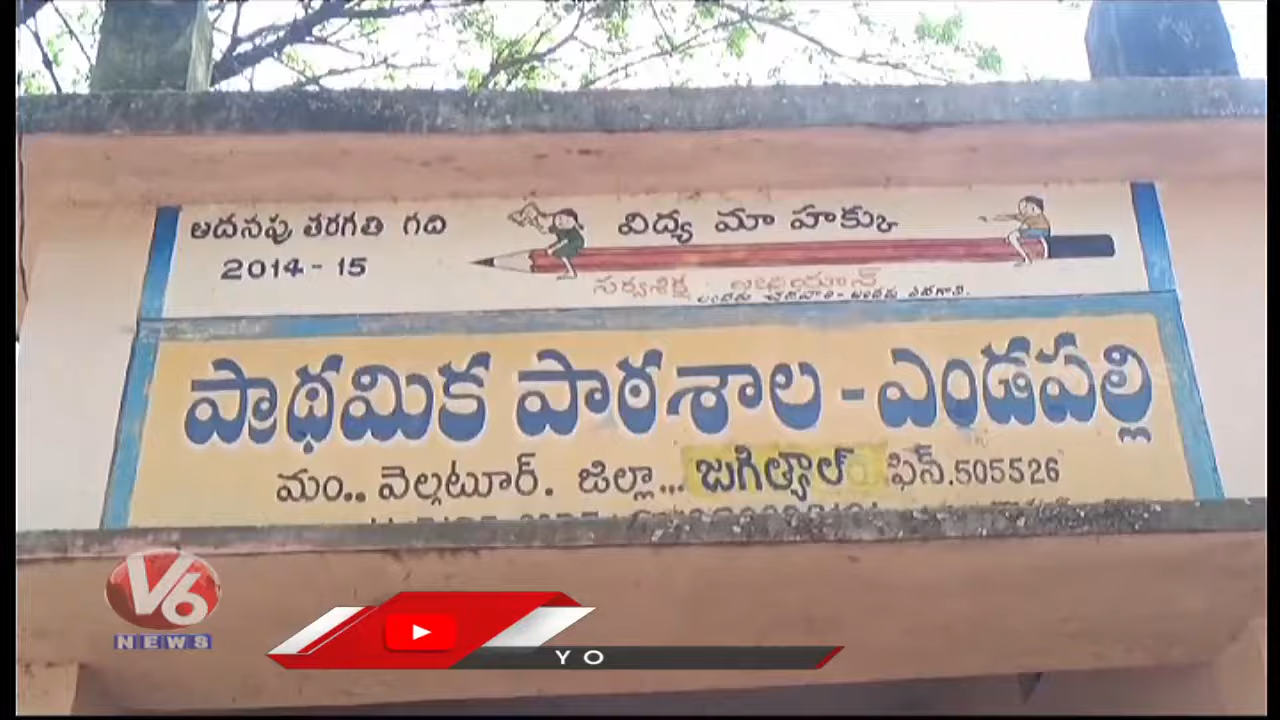 అదనపు తరగతి గది
2014-15
విద్య మా హక్కు
సర్వశిక్ష
ప్రాథమిక పాఠశాల - ఎండపల్లి
మం.. వెల్గటూర్. జిల్లా... జగిత్యాల్ పిన్.505526
V6
NEWS
YO